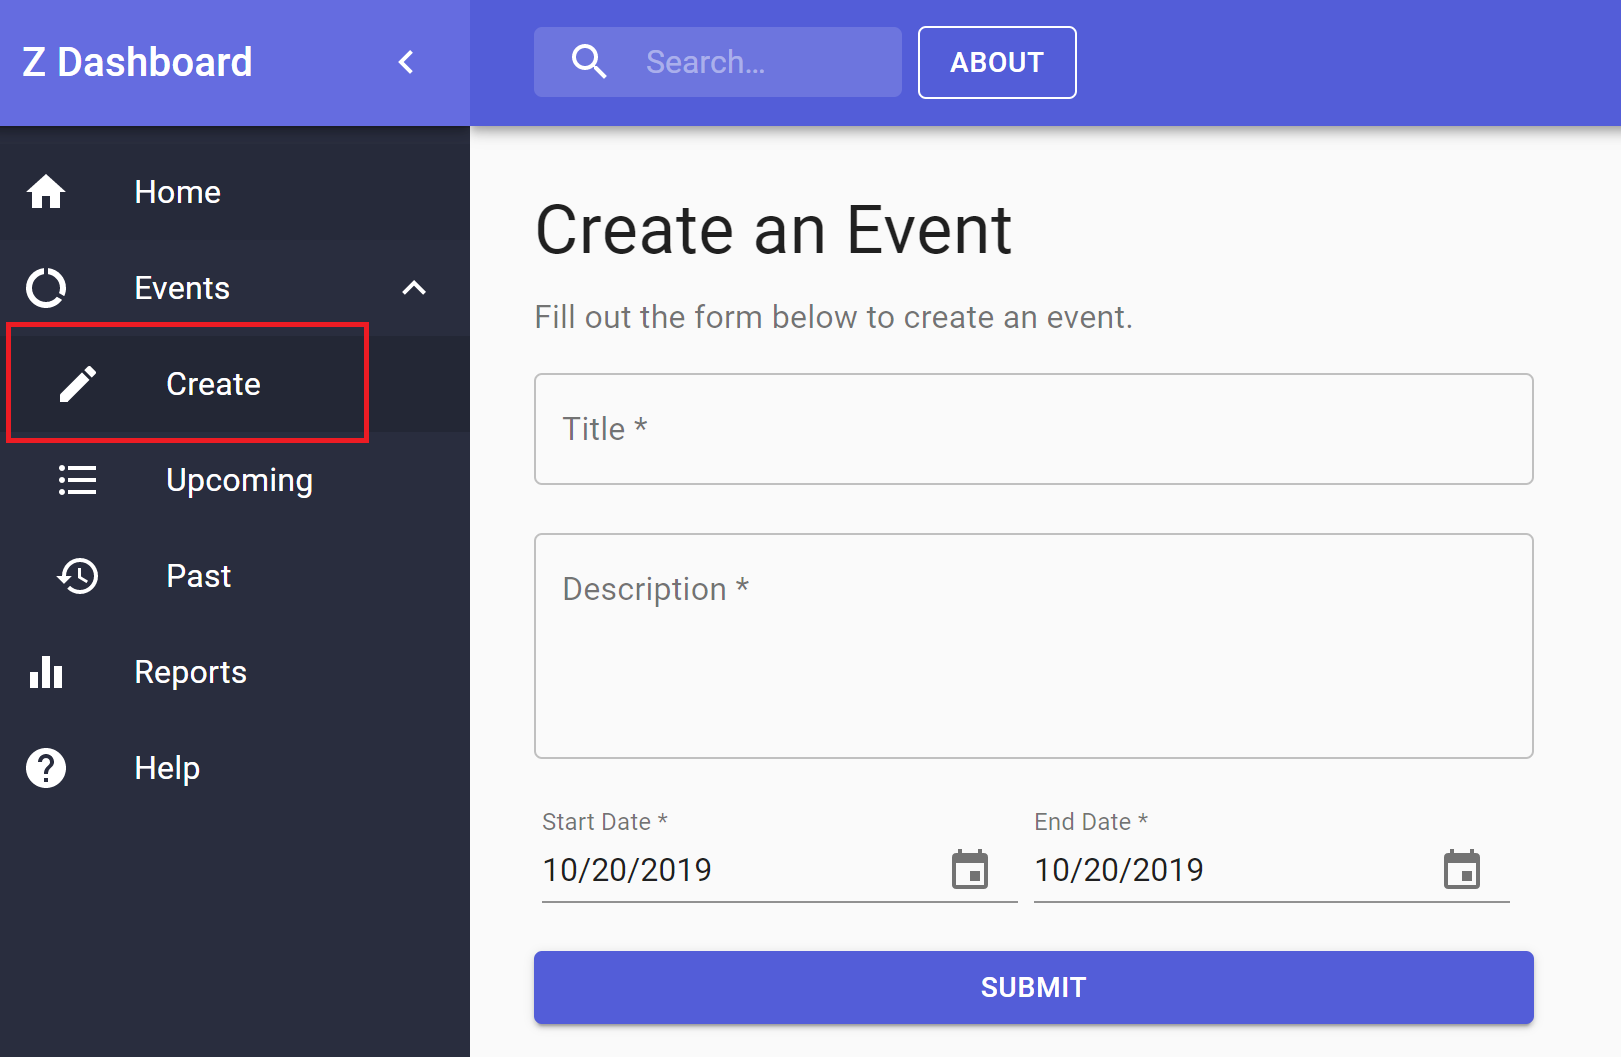 Z Dashboard
Search...
ABOUT
Home
Events
Create
Upcoming
Past
Reports
Help
Create an Event
Fill out the form below to create an event.
Title *
Description *
Start Date *
10/20/2019
End Date *
10/20/2019
SUBMIT